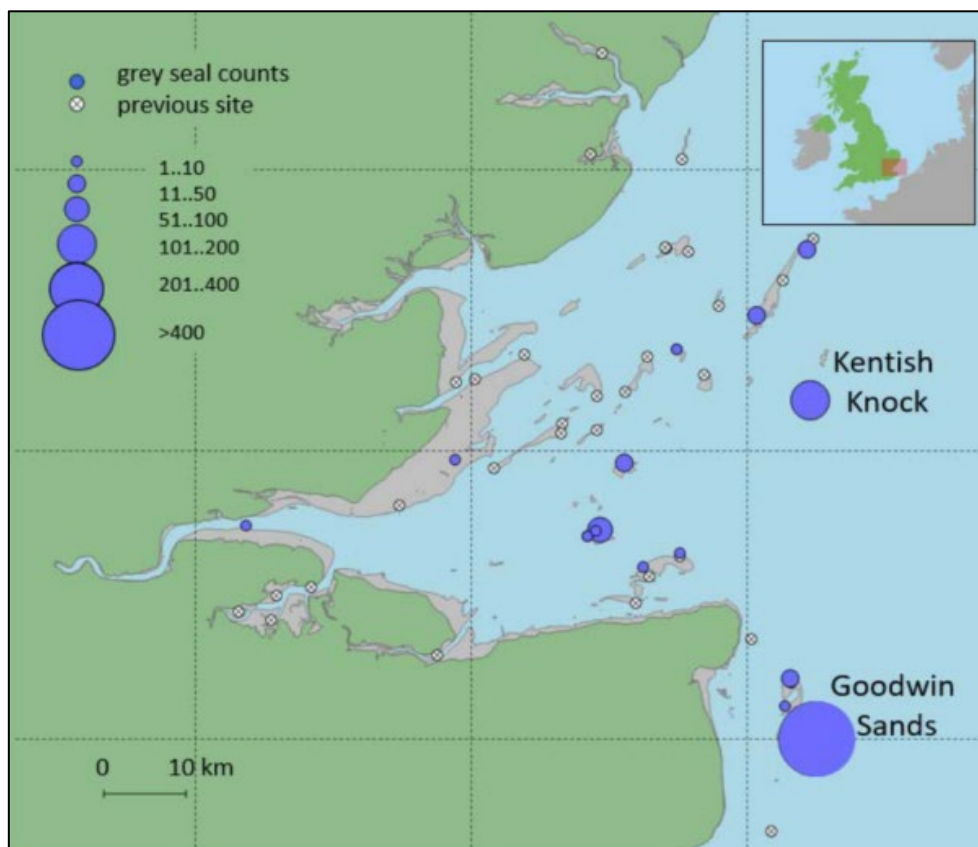 grey seal counts
previous site
1..10
11..50
51..100
101..200
201..400
>400
Kentish
Knock
Goodwin
Sands
0 10 km